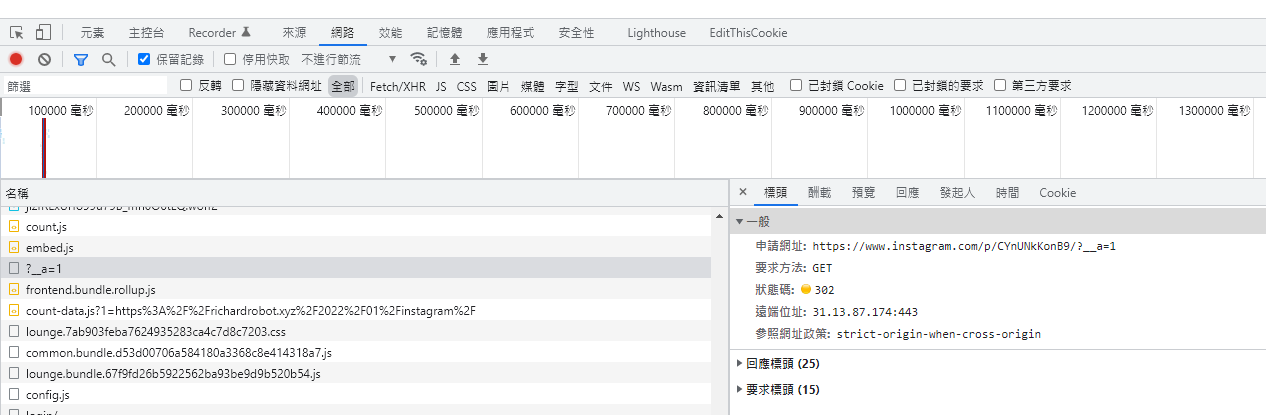 元素 主控台 Recorder 來源 網路 效能 記憶體 應用程式 安全性 Lighthouse EditThisCookie
保留記錄 停用快取 不進行節流
篩選 反轉 隱藏資料網址 全部 Fetch/XHR JS CSS 圖片 媒體 字型 文件 WS Wasm 資訊清單 其他 已封鎖 Cookie 已封鎖的要求 第三方要求
100000 毫秒 200000 毫秒 300000 毫秒 400000 毫秒 500000 毫秒 600000 毫秒 700000 毫秒 800000 毫秒 900000 毫秒 1000000 毫秒 1100000 毫秒 1200000 毫秒 1300000 毫秒
名稱
count.js
embed.js
?__a=1
frontend.bundle.rollup.js
count-data.js?1=https%3A%2F%2Frichardrobot.xyz%2F2022%2F01%2Finstagram%2F
lounge.7ab903feba7624935283ca4c7d8c7203.css
common.bundle.d53d00706a584180a3368c8e414318a7.js
lounge.bundle.67f9fd26b5922562ba93be9d9b520b54.js
config.js
login/
× 標頭 酬載 預覽 回應 發起人 時間 Cookie
一般
申請網址: https://www.instagram.com/p/CYnUNkKonB9/?__a=1
要求方法: GET
狀態碼: 302
遠端位址: 31.13.87.174:443
參照網址政策: strict-origin-when-cross-origin
回應標頭 (25)
要求標頭 (15)